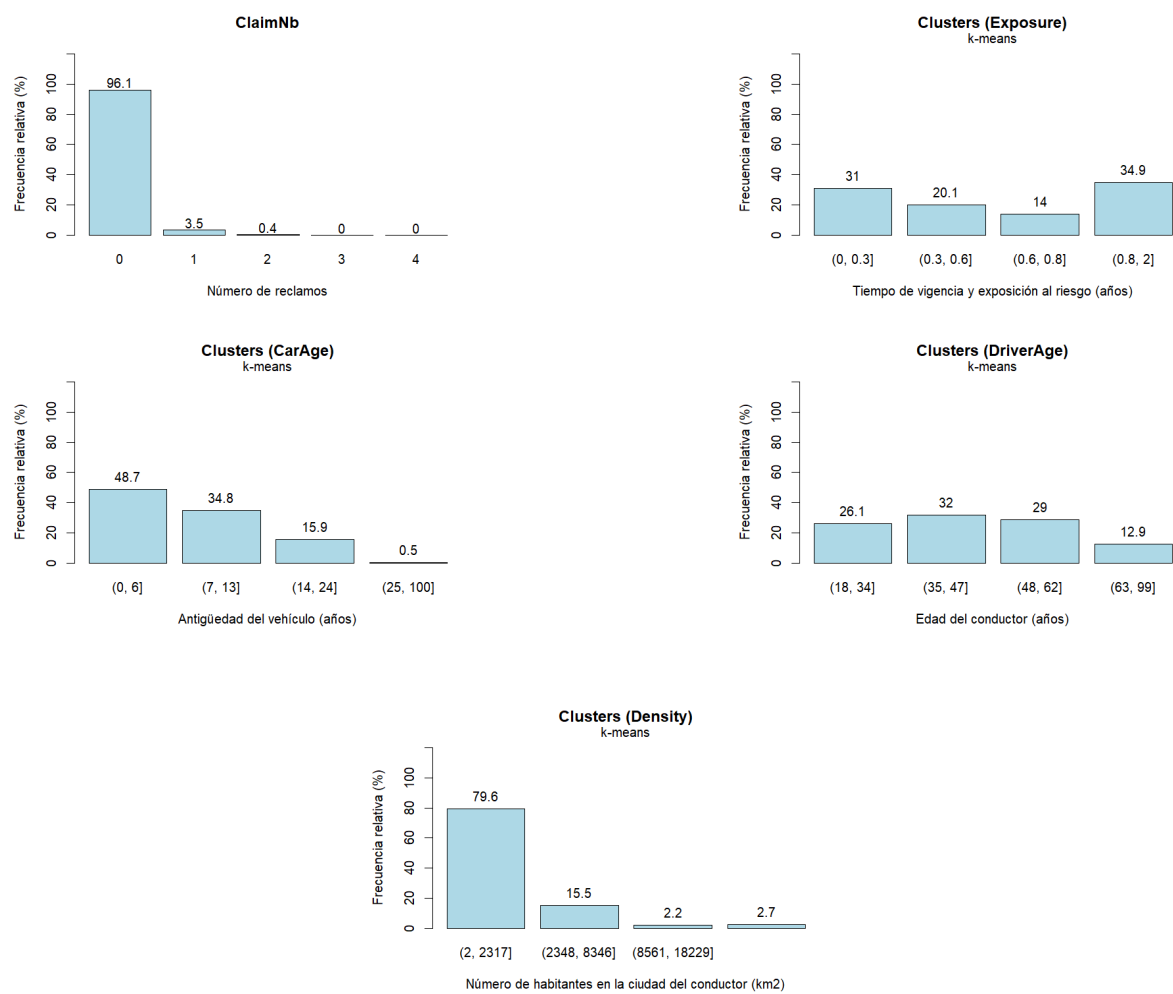 ClaimNb
Frecuencia relativa (%)
0 20 40 60 80 100
96.1 3.5 0.4 0 0
0 1 2 3 4
Número de reclamos
Clusters (Exposure)
k-means
Frecuencia relativa (%)
0 20 40 60 80 100
31 20.1 14 34.9
(0, 0.3] (0.3, 0.6] (0.6, 0.8] (0.8, 2]
Tiempo de vigencia y exposición al riesgo (años)
Clusters (CarAge)
k-means
Frecuencia relativa (%)
0 20 40 60 80 100
48.7 34.8 15.9 0.5
(0, 6] (7, 13] (14, 24] (25, 100]
Antigüedad del vehículo (años)
Clusters (DriverAge)
k-means
Frecuencia relativa (%)
0 20 40 60 80 100
26.1 32 29 12.9
(18, 34] (35, 47] (48, 62] (63, 99]
Edad del conductor (años)
Clusters (Density)
k-means
Frecuencia relativa (%)
0 20 40 60 80 100
79.6 15.5 2.2 2.7
(2, 2317] (2348, 8346] (8561, 18229]
Número de habitantes en la ciudad del conductor (km2)